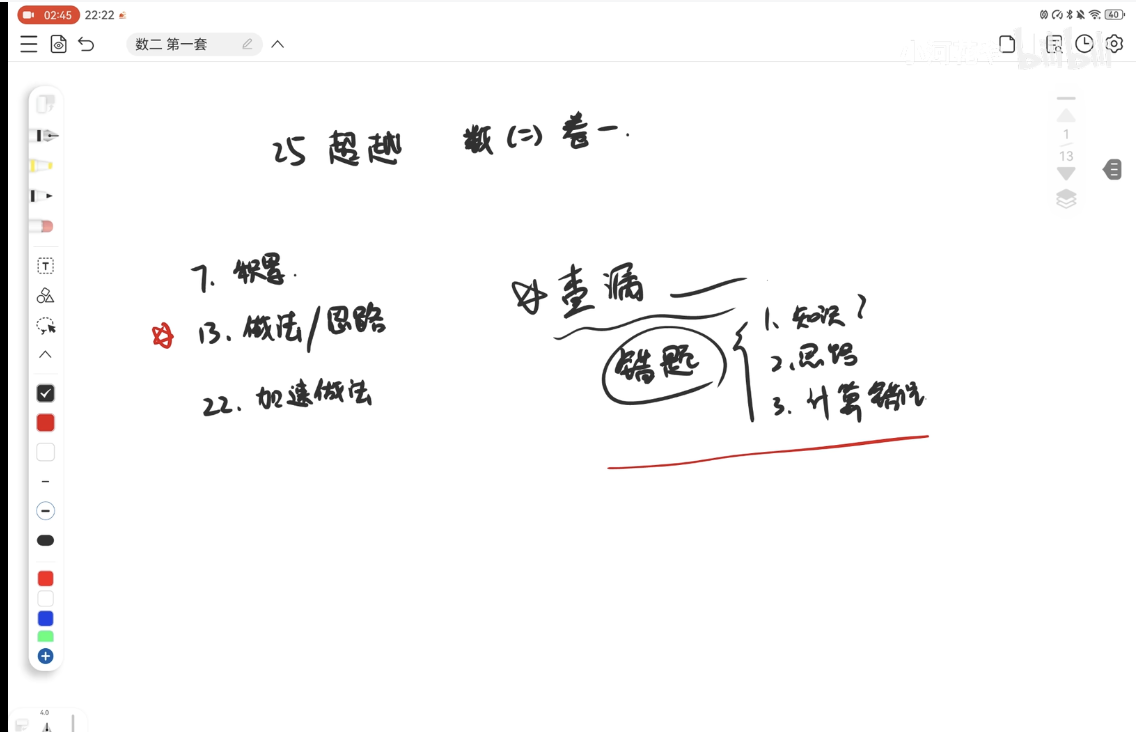 02:45 22:22 40
数二 第一套
bilibili
25 超越 数(二) 卷一.
1
13
7. 积累.
查漏
13. 做法/思路
错题
1. 知识?
2. 思路
3. 计算错误
22. 加速做法
4.0